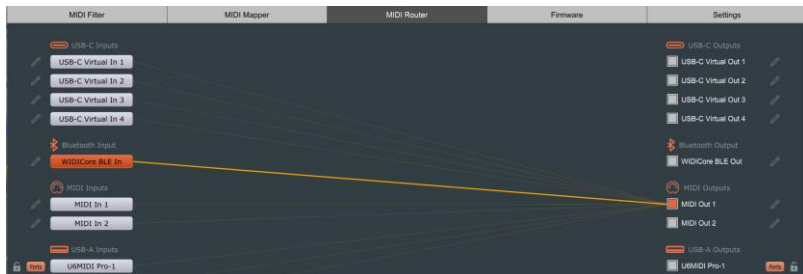 MIDI Filter
MIDI Mapper
MIDI Router
Firmware
Settings
USB-C Inputs
USB-C Virtual In 1
USB-C Virtual In 2
USB-C Virtual In 3
USB-C Virtual In 4
Bluetooth Input
WIDICore BLE In
MIDI Inputs
MIDI In 1
MIDI In 2
USB-A Inputs
Ports
U6MIDI Pro-1
USB-C Outputs
USB-C Virtual Out 1
USB-C Virtual Out 2
USB-C Virtual Out 3
USB-C Virtual Out 4
Bluetooth Output
WIDICore BLE Out
MIDI Outputs
MIDI Out 1
MIDI Out 2
USB-A Outputs
U6MIDI Pro-1
Ports